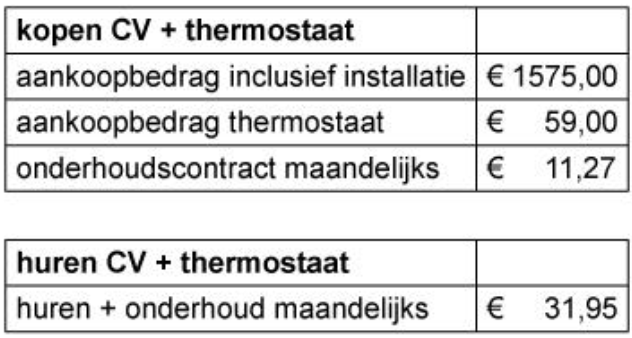 kopen CV + thermostaat
aankoopbedrag inclusief installatie € 1575,00
aankoopbedrag thermostaat € 59,00
onderhoudscontract maandelijks € 11,27
huren CV + thermostaat
huren + onderhoud maandelijks € 31,95